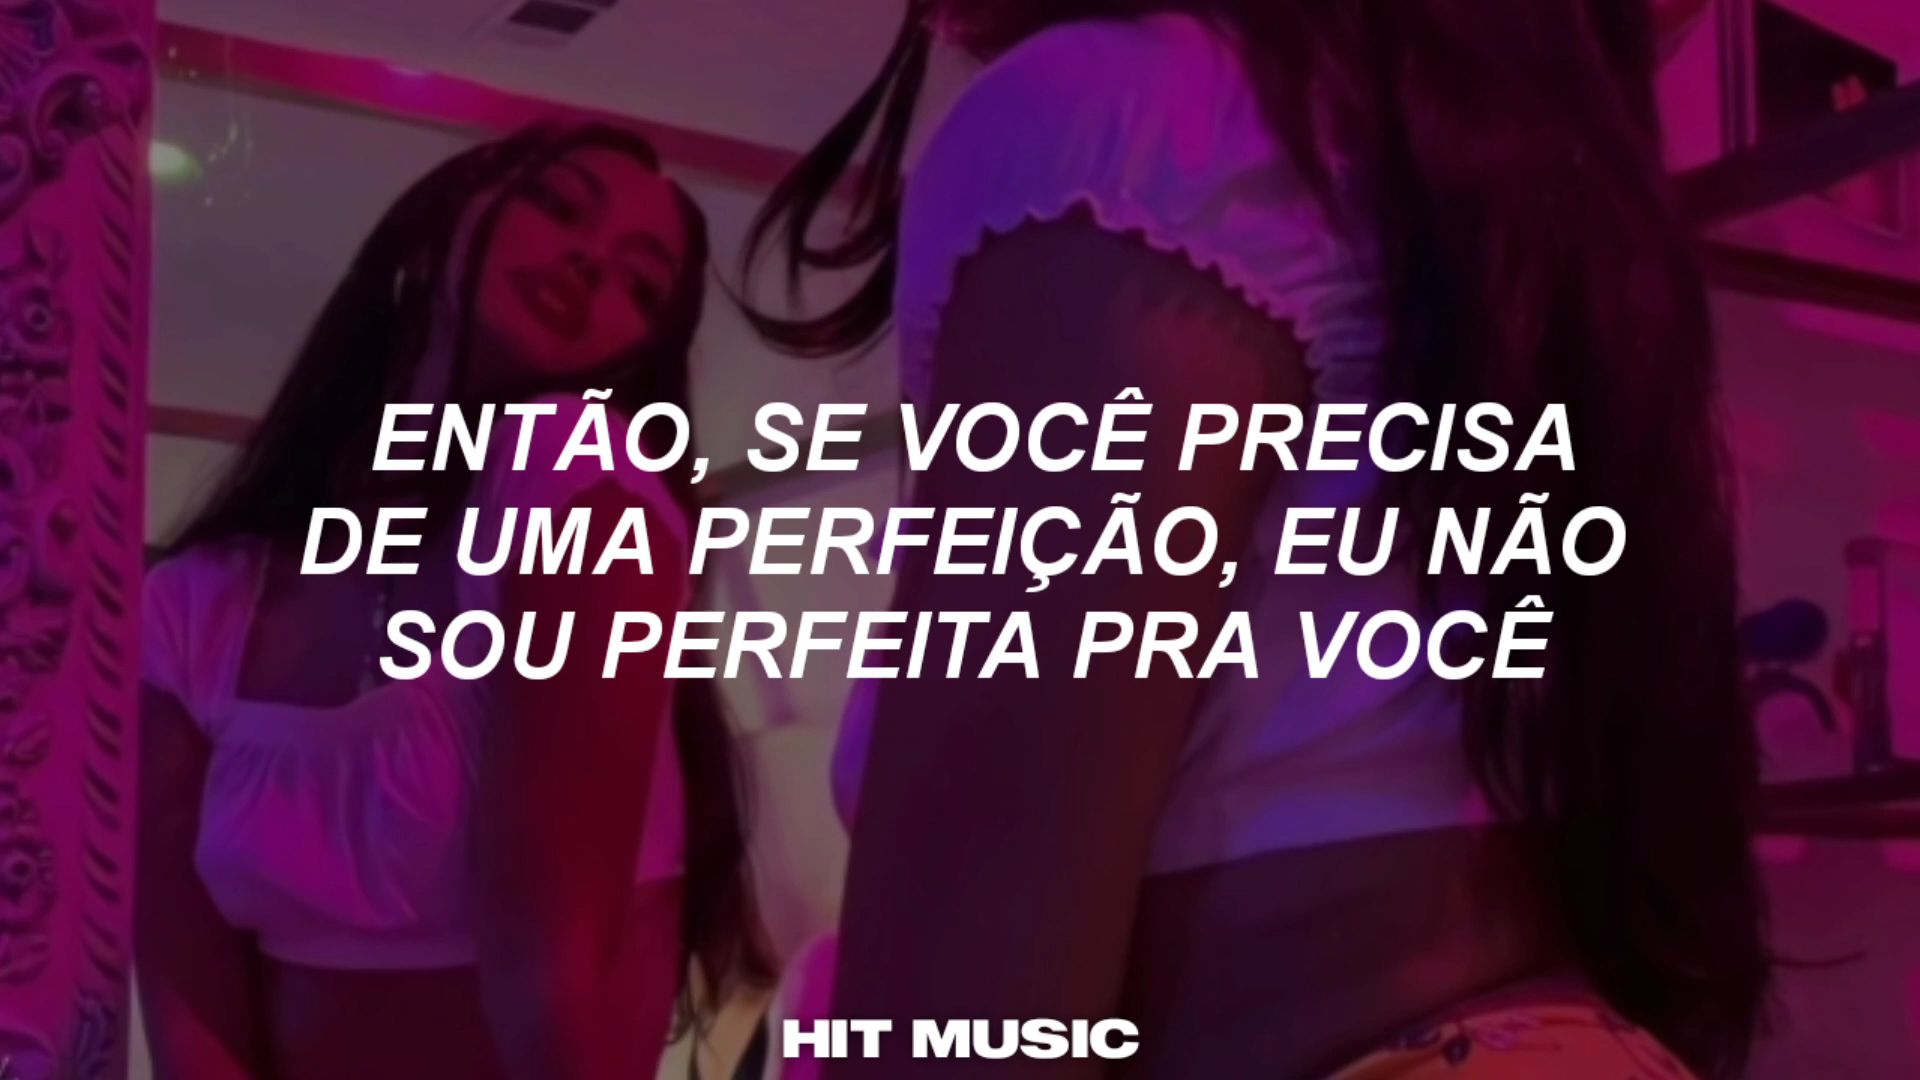 ENTÃO, SE VOCÊ PRECISA
DE UMA PERFEIÇÃO, EU NÃO
SOU PERFEITA PRA VOCÊ
HIT MUSIC